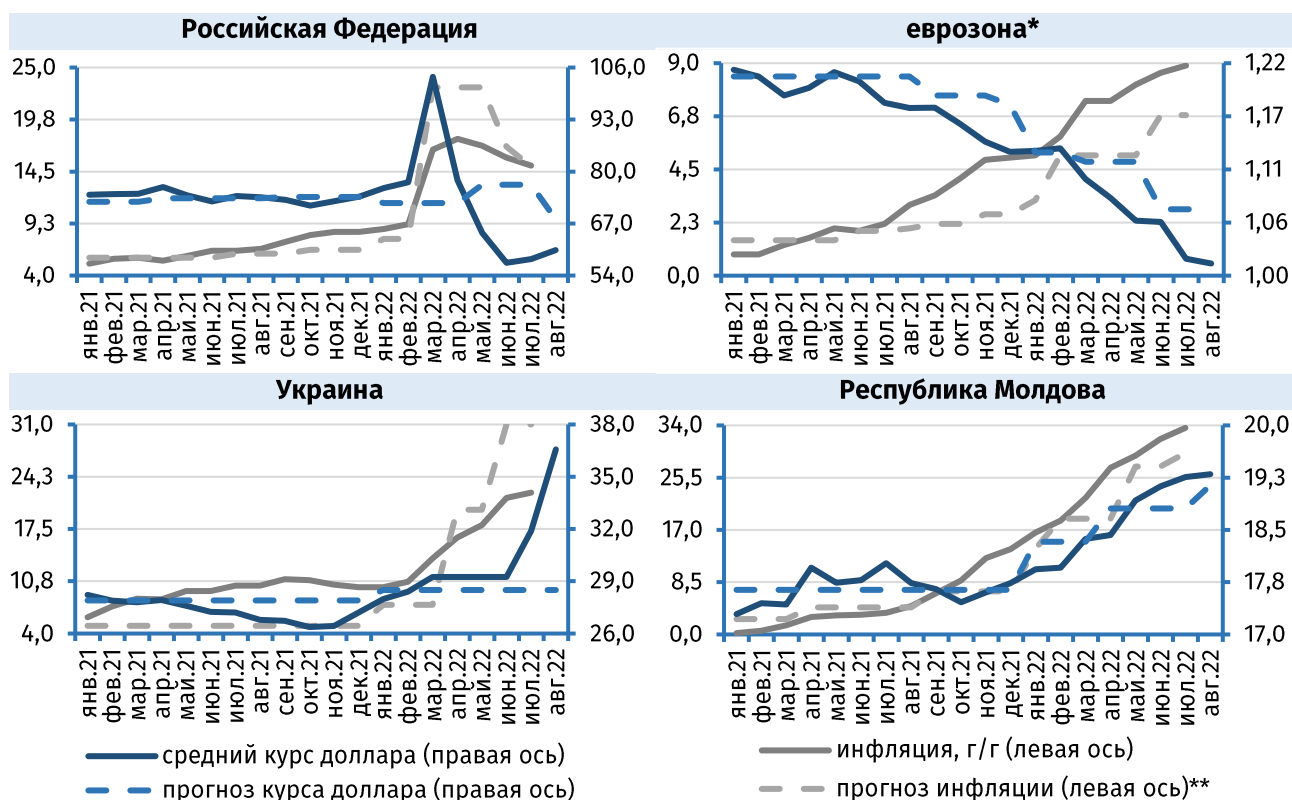 Российская Федерация
25,0
19,8
14,5
9,3
4,0
106,0
93,0
80,0
67,0
54,0
янв.21
фев.21
мар.21
апр.21
май.21
июн.21
июл.21
авг.21
сен.21
окт.21
ноя.21
дек.21
янв.22
фев.22
мар.22
апр.22
май.22
июн.22
июл.22
авг.22
еврозона*
9,0
6,8
4,5
2,3
0,0
1,22
1,17
1,11
1,06
1,00
янв.21
фев.21
мар.21
апр.21
май.21
июн.21
июл.21
авг.21
сен.21
окт.21
ноя.21
дек.21
янв.22
фев.22
мар.22
апр.22
май.22
июн.22
июл.22
авг.22
Украина
31,0
24,3
17,5
10,8
4,0
38,0
35,0
32,0
29,0
26,0
янв.21
фев.21
мар.21
апр.21
май.21
июн.21
июл.21
авг.21
сен.21
окт.21
ноя.21
дек.21
янв.22
фев.22
мар.22
апр.22
май.22
июн.22
июл.22
авг.22
Республика Молдова
34,0
25,5
17,0
8,5
0,0
20,0
19,3
18,5
17,8
17,0
янв.21
фев.21
мар.21
апр.21
май.21
июн.21
июл.21
авг.21
сен.21
окт.21
ноя.21
дек.21
янв.22
фев.22
мар.22
апр.22
май.22
июн.22
июл.22
авг.22
средний курс доллара (правая ось)
прогноз курса доллара (правая ось)
инфляция, г/г (левая ось)
прогноз инфляции (левая ось)**